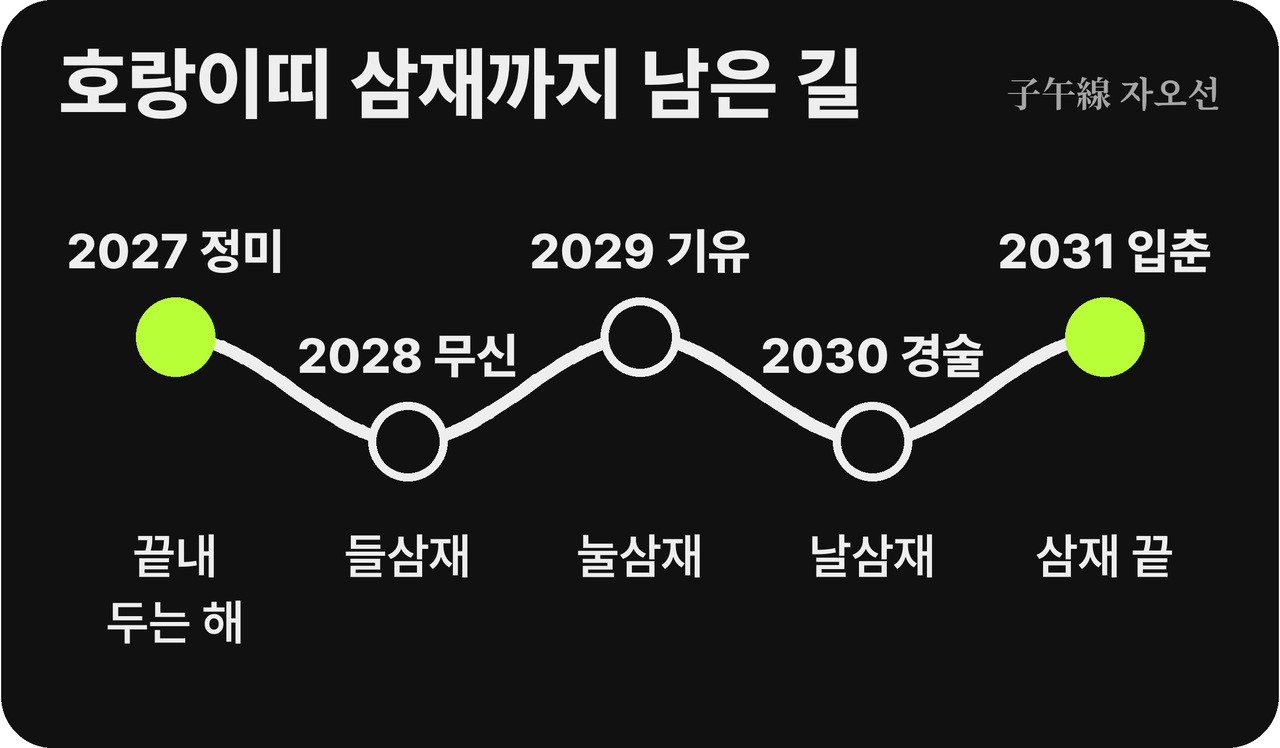 호랑이띠 삼재까지 남은 길
子午線 자오선
2027 정미
2028 무신
2029 기유
2030 경술
2031 입춘
끝내
두는 해
들삼재
눌삼재
날삼재
삼재 끝